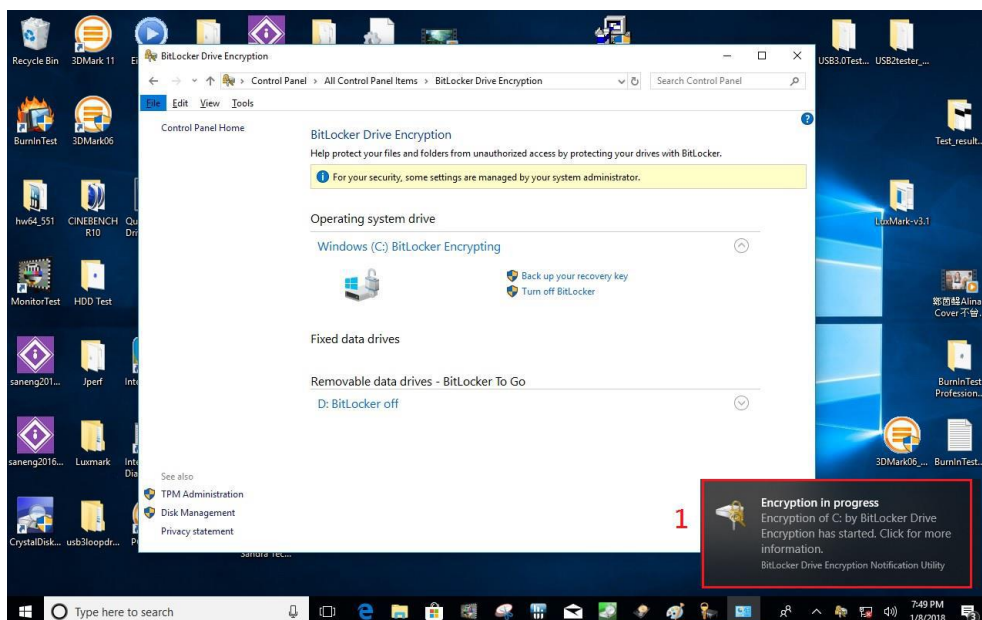 BitLocker Drive Encryption
Control Panel > All Control Panel Items > BitLocker Drive Encryption
Search Control Panel
File Edit View Tools
Control Panel Home
BitLocker Drive Encryption
Help protect your files and folders from unauthorized access by protecting your drives with BitLocker.
For your security, some settings are managed by your system administrator.
Operating system drive
Windows (C:) BitLocker Encrypting
Back up your recovery key
Turn off BitLocker
Fixed data drives
Removable data drives - BitLocker To Go
D: BitLocker off
See also
TPM Administration
Disk Management
Privacy statement
Recycle Bin
3DMark 11
BurnInTest
3DMark06
hw64_551
CINEBENCH
R10
MonitorTest
HDD Test
saneng201...
Jperf
saneng2016...
Luxmark
CrystalDisk...
usb3loopdr...
USB3.0Test...
USB2tester_...
Test_result...
LuxMark-v3.1
Cover
BurnInTest
Profession...
3DMark06_...
BurnInTest...
1
Encryption in progress
Encryption of C: by BitLocker Drive
Encryption has started. Click for more
information.
BitLocker Drive Encryption Notification Utility
Type here to search
7:49 PM
1/8/2018